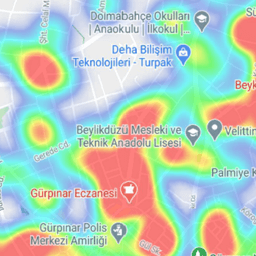 Dolmabahçe Okulları
| Anaokulu | İlkokul |...
Şht. Celal M
Deha Bilişim
Teknolojileri - Turpak
Bey
Beylikdüzü Mesleki ve
Teknik Anadolu Lisesi
Velittin
Gerede Cd
Palmiye K
Gürpınar Eczanesi
Gürpınar Polis
Merkezi Amirliği